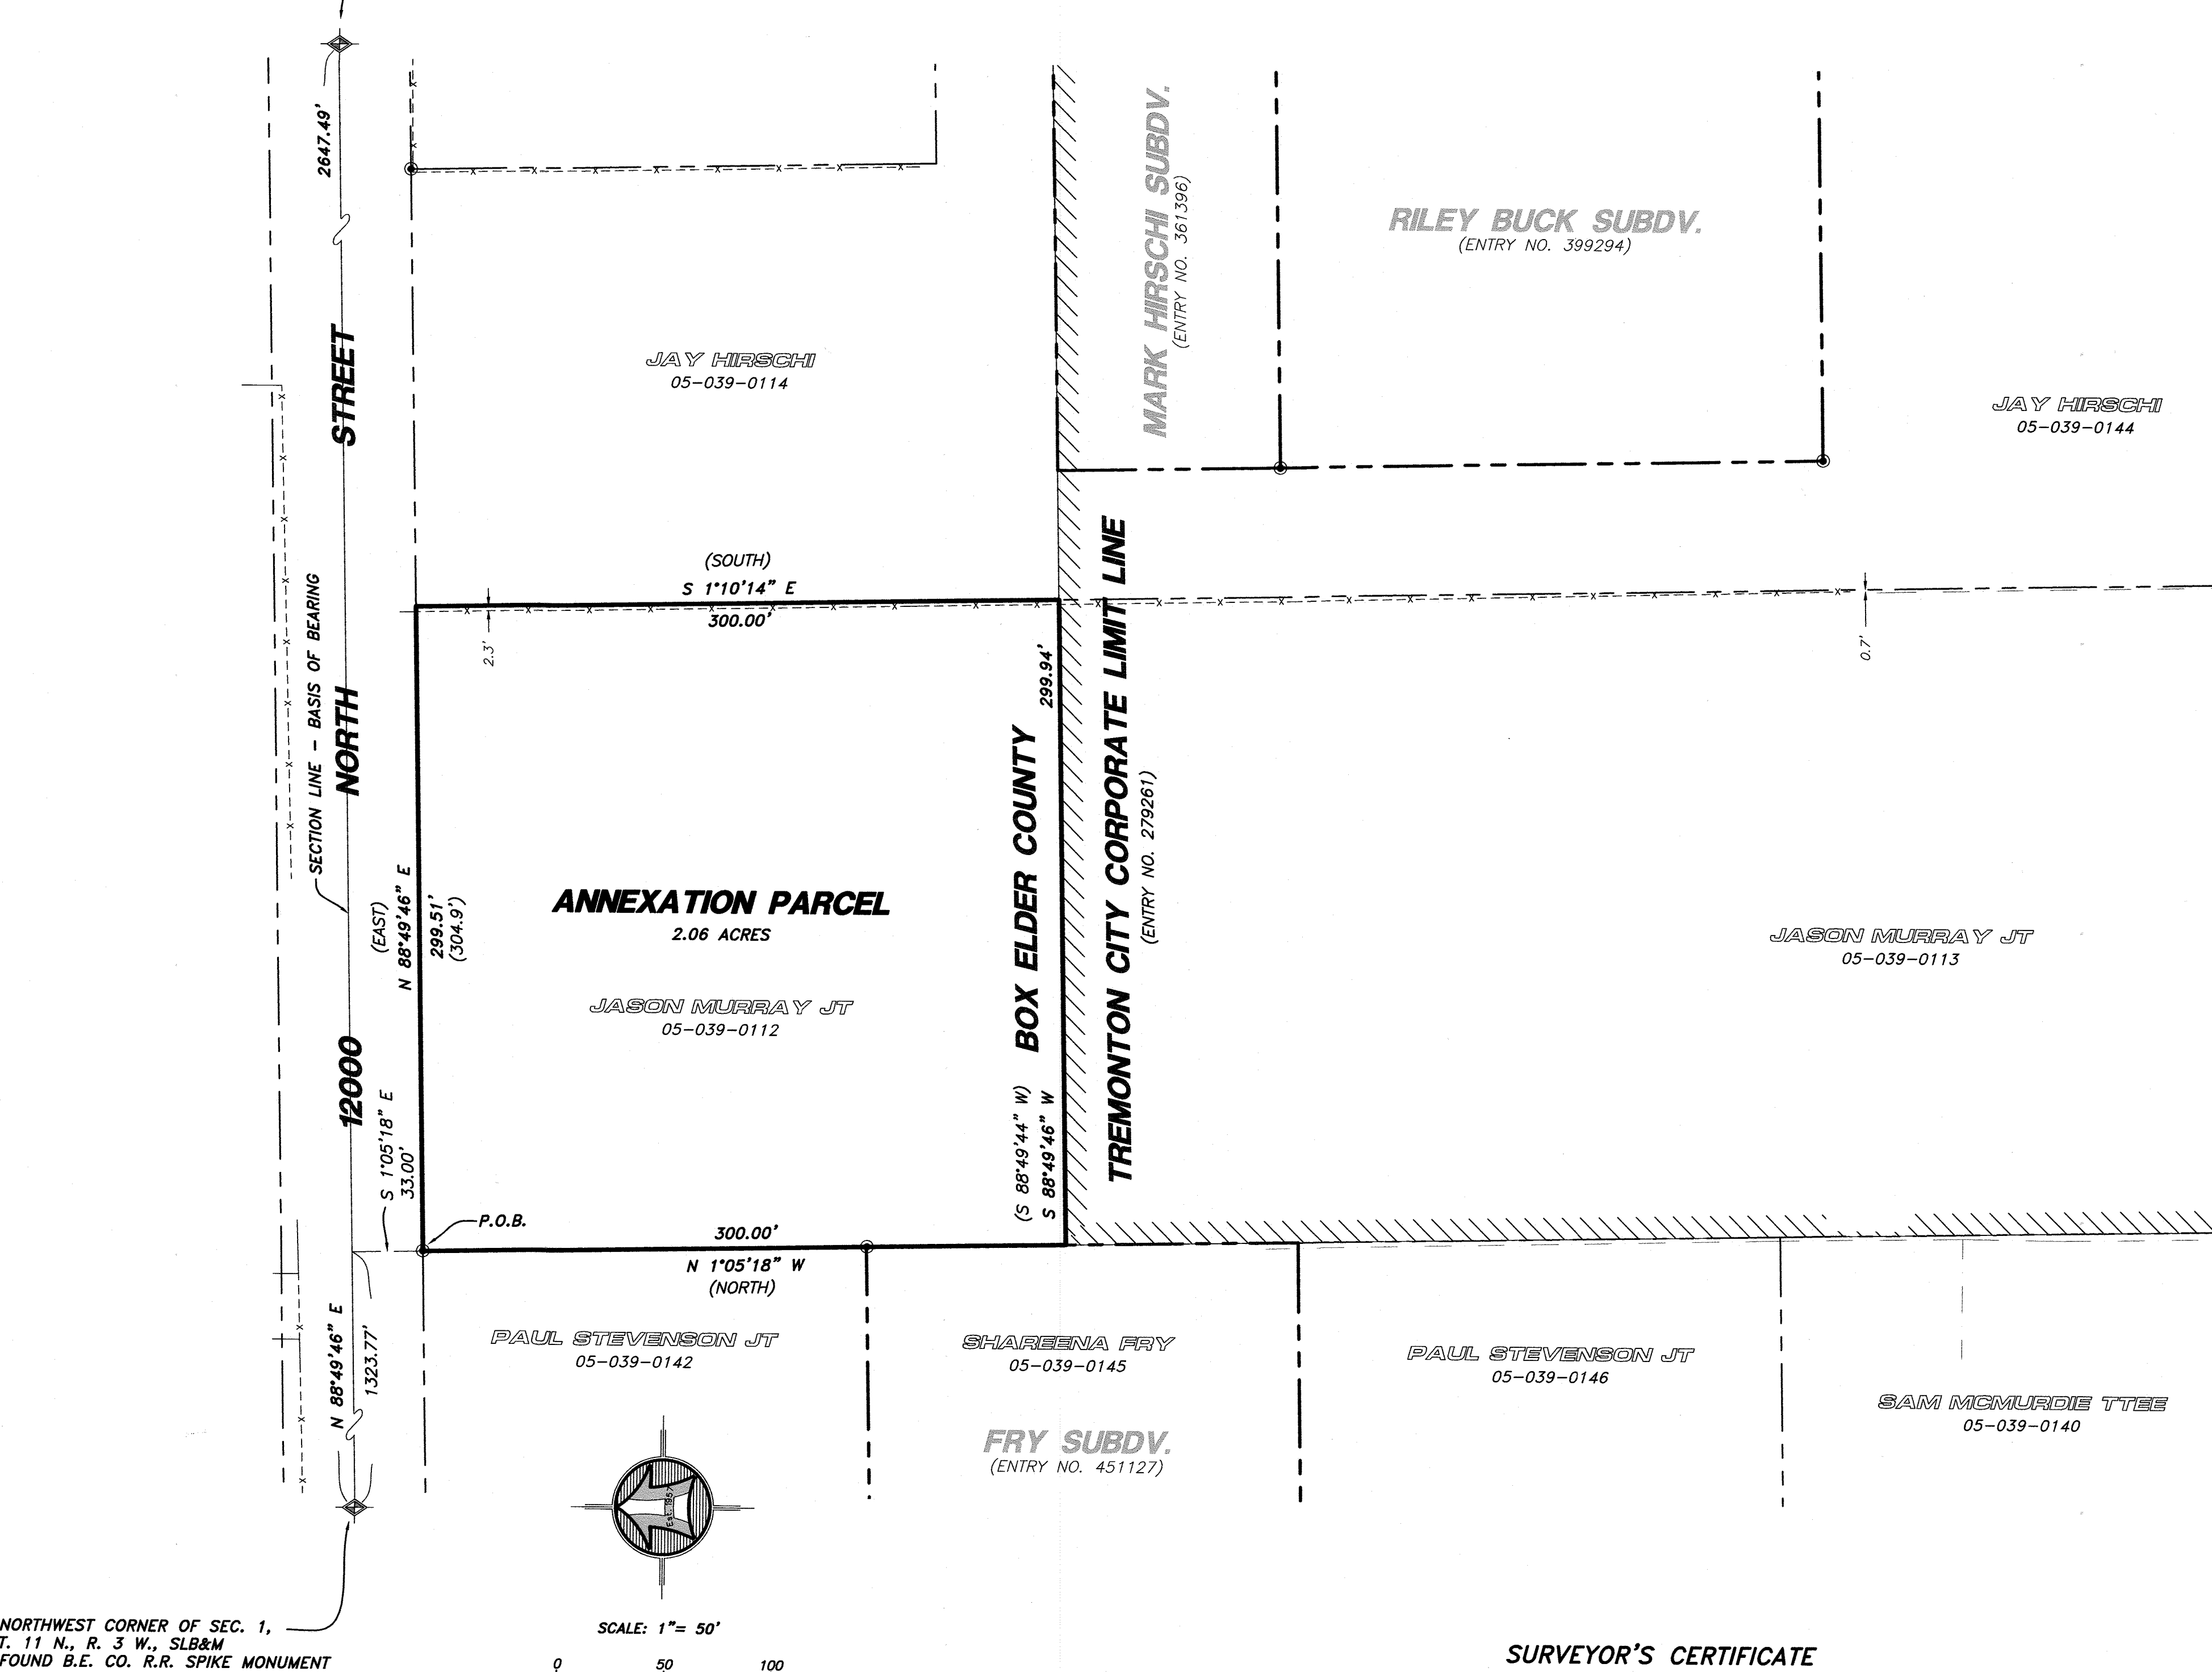 2647.49'
MARK HIRSCHI SUBDV.
(ENTRY NO. 361396)
RILEY BUCK SUBDV.
(ENTRY NO. 399294)
JAY HIRSCHI
05-039-0114
JAY HIRSCHI
05-039-0144
12000 NORTH STREET
SECTION LINE - BASIS OF BEARING
(SOUTH)
S 1°10'14" E
300.00'
2.3'
0.7'
299.94'
BOX ELDER COUNTY
TREMONTON CITY CORPORATE LIMIT LINE
(ENTRY NO. 279261)
(EAST)
N 88°49'46" E
299.51'
(304.9')
ANNEXATION PARCEL
2.06 ACRES
JASON MURRAY JT
05-039-0112
JASON MURRAY JT
05-039-0113
(S 88°49'44" W)
S 88°49'46" W
S 1°05'18" E
33.00'
P.O.B.
300.00'
N 1°05'18" W
(NORTH)
N 88°49'46" E
1323.77'
PAUL STEVENSON JT
05-039-0142
SHAREENA FRY
05-039-0145
PAUL STEVENSON JT
05-039-0146
SAM MCMURDIE TTEE
05-039-0140
FRY SUBDV.
(ENTRY NO. 451127)
Est. 1957
NORTHWEST CORNER OF SEC. 1,
T. 11 N., R. 3 W., SLB&M
FOUND B.E. CO. R.R. SPIKE MONUMENT
SCALE: 1"= 50'
0 50 100
SURVEYOR'S CERTIFICATE